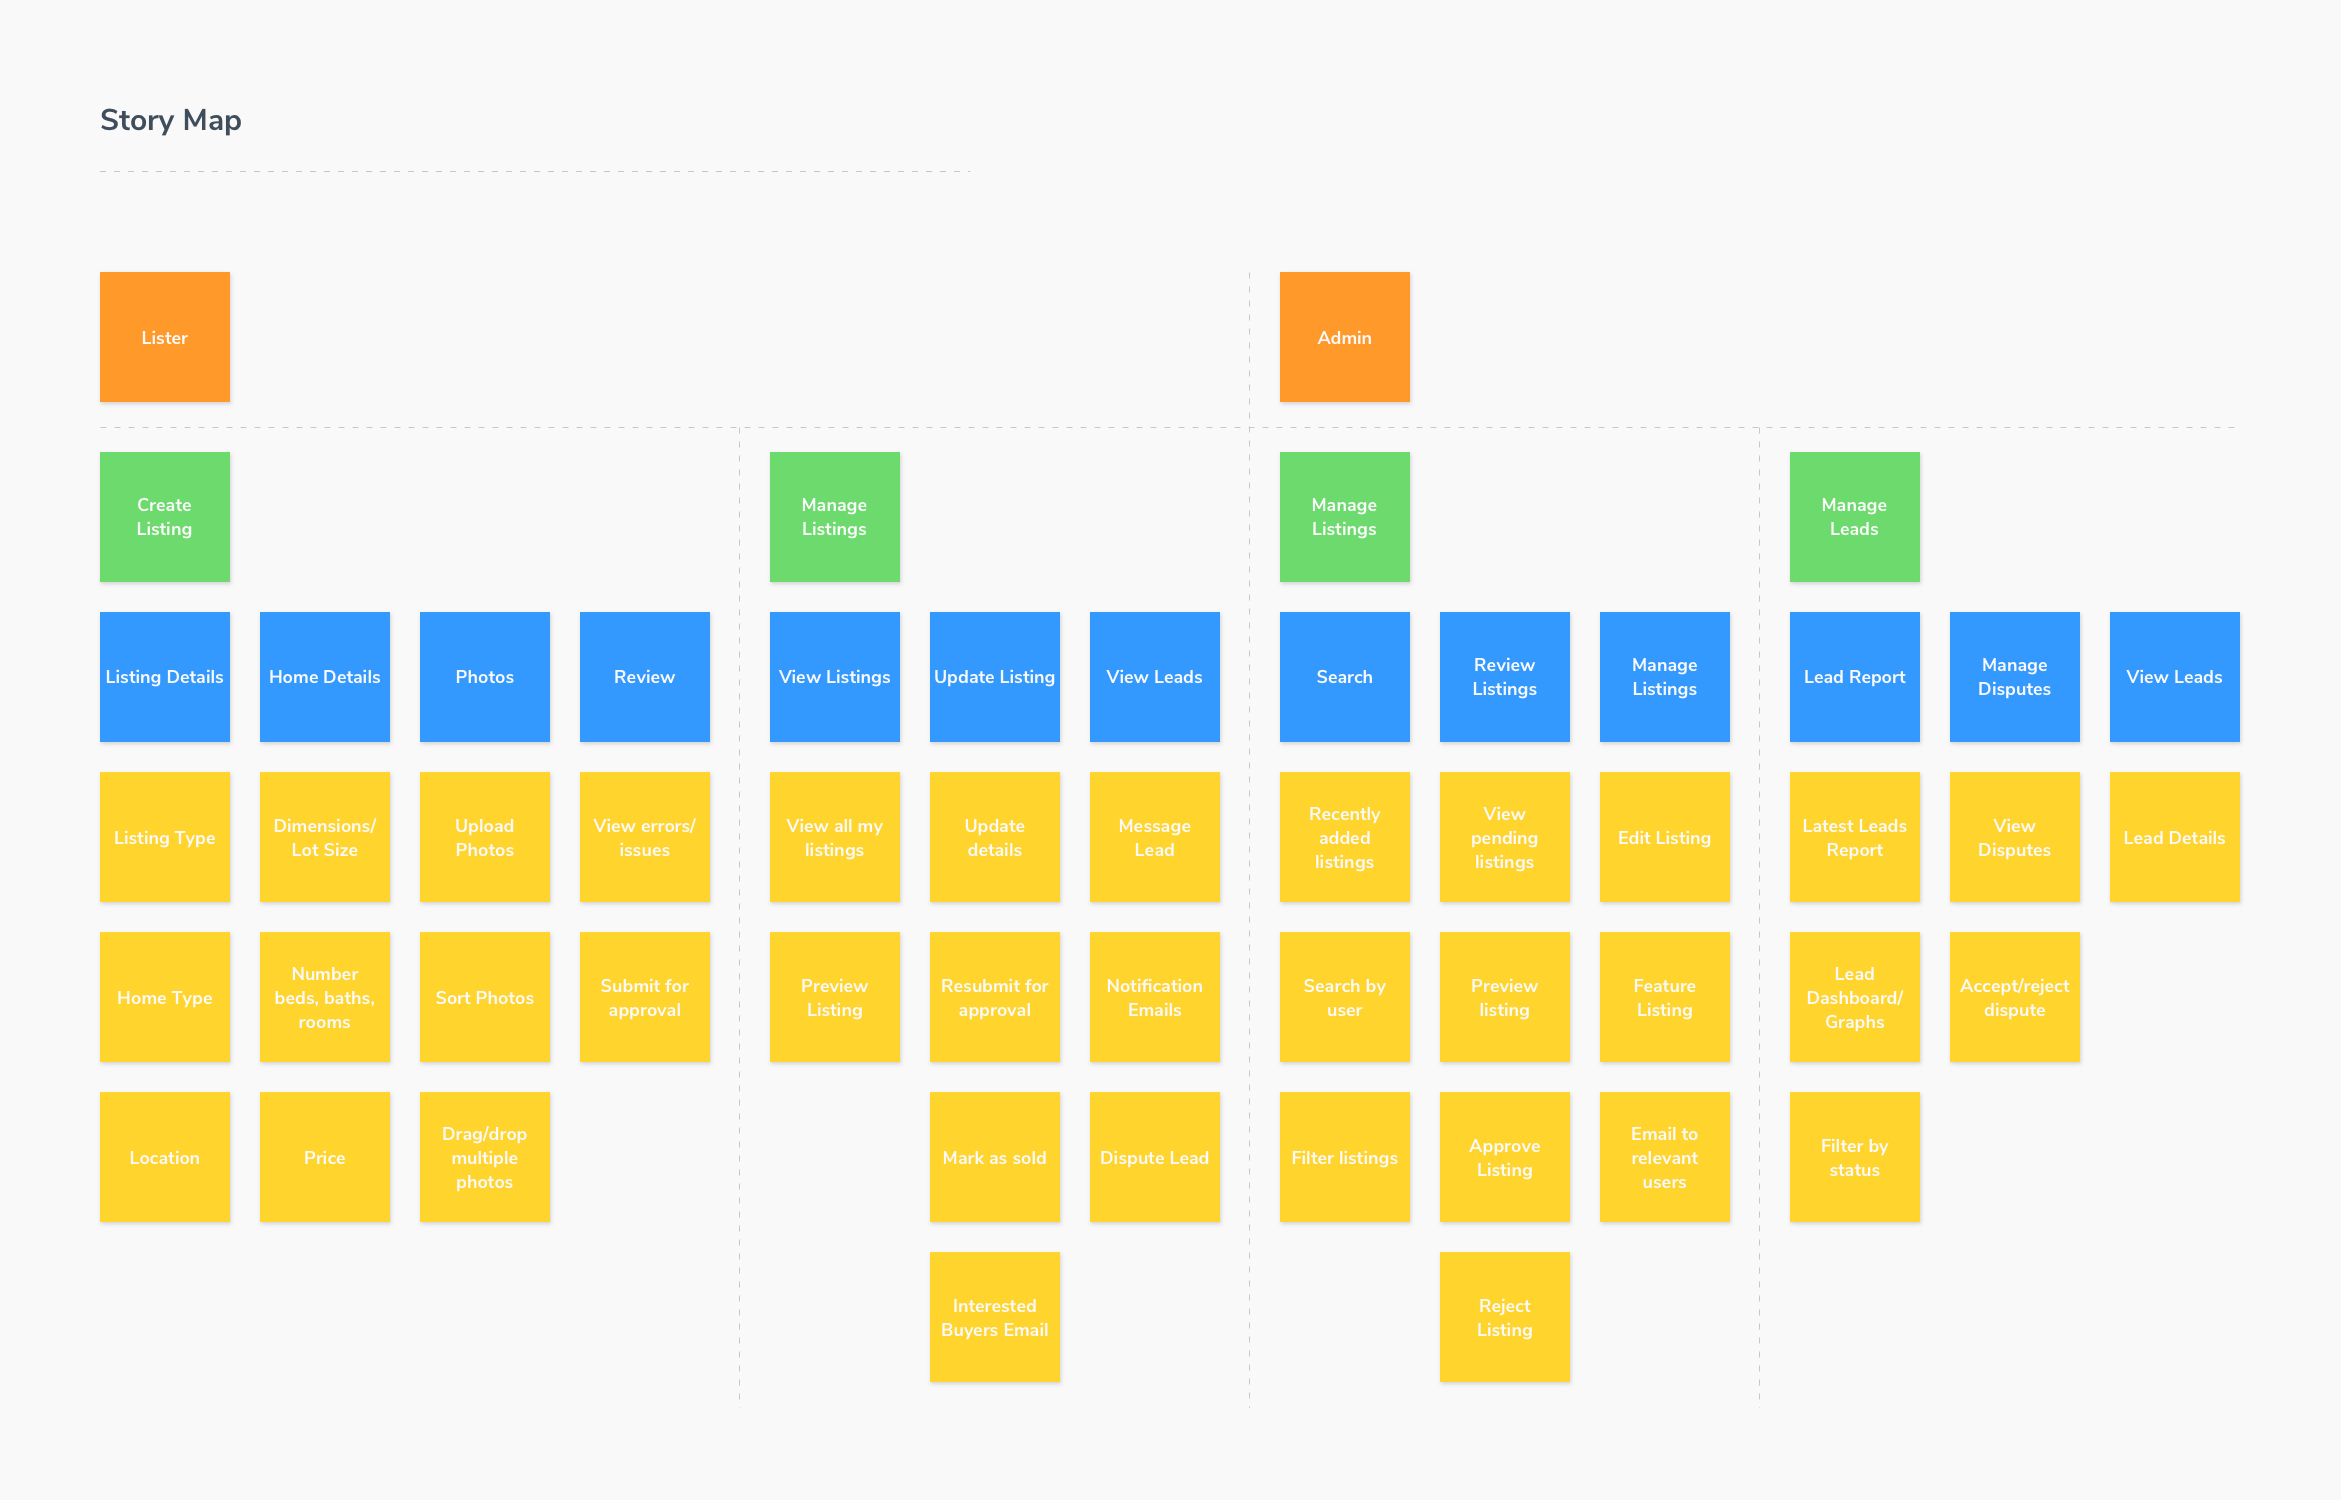 Story Map
Lister
Admin
Create
Listing
Manage
Listings
Manage
Listings
Manage
Leads
Listing Details
Home Details
Photos
Review
View Listings
Update Listing
View Leads
Search
Review
Listings
Manage
Listings
Lead Report
Manage
Disputes
View Leads
Listing Type
Dimensions/
Lot Size
Upload
Photos
View errors/
issues
View all my
listings
Update
details
Message
Lead
Recently
added
listings
View
pending
listings
Edit Listing
Latest Leads
Report
View
Disputes
Lead Details
Home Type
Number
beds, baths,
rooms
Sort Photos
Submit for
approval
Preview
Listing
Resubmit for
approval
Notification
Emails
Search by
user
Preview
listing
Feature
Listing
Lead
Dashboard/
Graphs
Accept/reject
dispute
Location
Price
Drag/drop
multiple
photos
Mark as sold
Dispute Lead
Filter listings
Approve
Listing
Email to
relevant
users
Filter by
status
Interested
Buyers Email
Reject
Listing